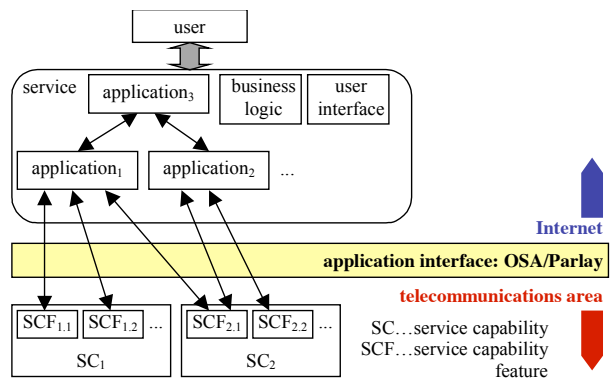 user
service
application₃
business
logic
user
interface
application₁
application₂
...
Internet
application interface: OSA/Parlay
telecommunications area
SCF₁.₁
SCF₁.₂
...
SC₁
SCF₂.₁
SCF₂.₂
...
SC₂
SC...service capability
SCF...service capability
feature